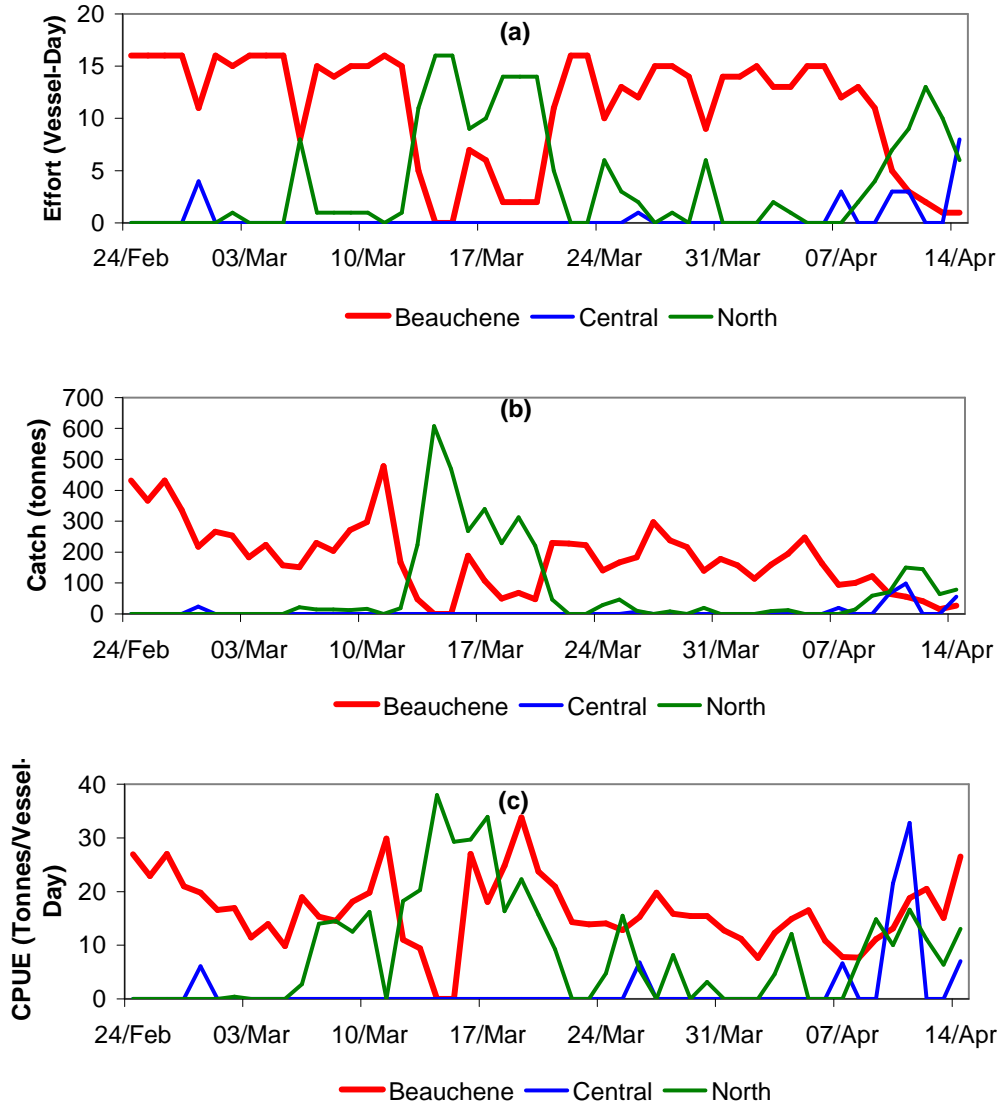 (a)
Effort (Vessel-Day)
20
15
10
5
0
24/Feb 03/Mar 10/Mar 17/Mar 24/Mar 31/Mar 07/Apr 14/Apr
Beauchene Central North
(b)
Catch (tonnes)
700
600
500
400
300
200
100
0
24/Feb 03/Mar 10/Mar 17/Mar 24/Mar 31/Mar 07/Apr 14/Apr
Beauchene Central North
(c)
CPUE (Tonnes/Vessel-
Day)
40
30
20
10
0
24/Feb 03/Mar 10/Mar 17/Mar 24/Mar 31/Mar 07/Apr 14/Apr
Beauchene Central North